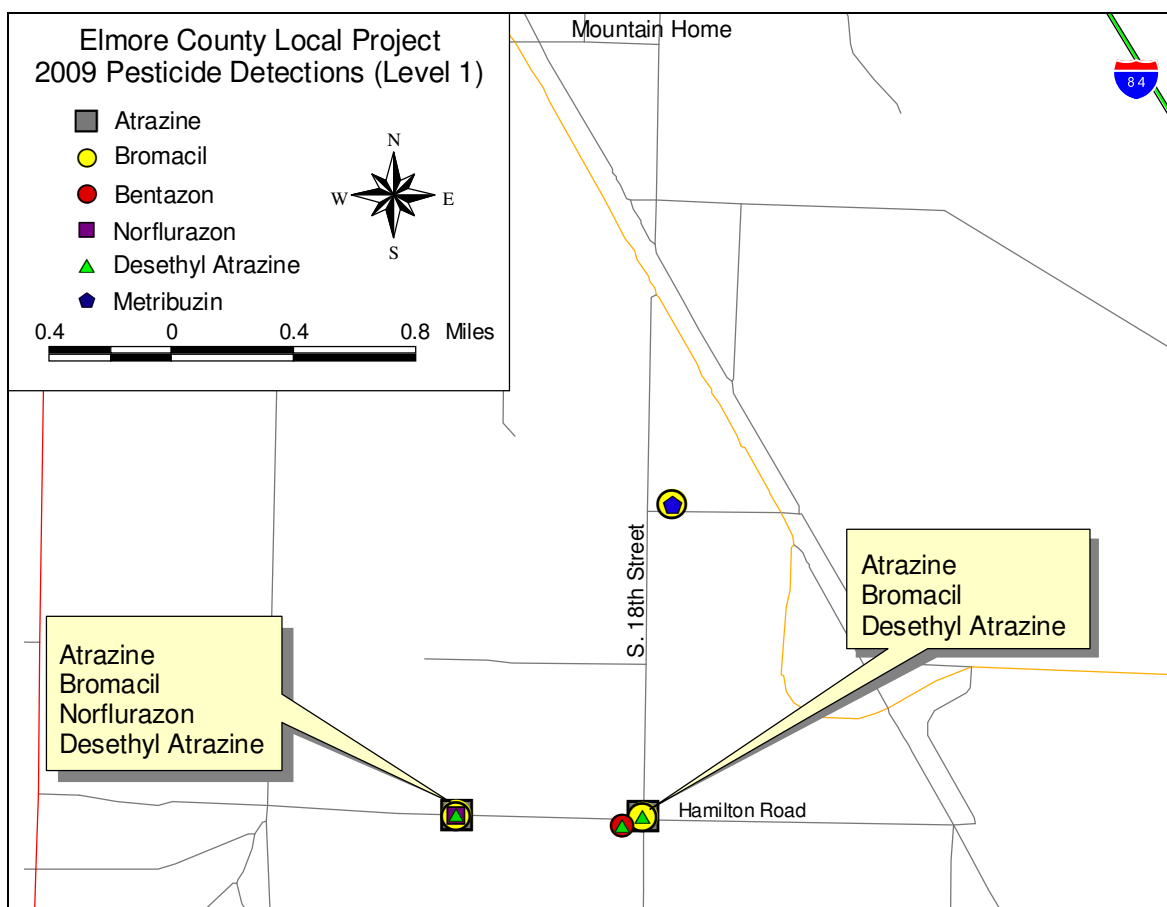 Elmore County Local Project
2009 Pesticide Detections (Level 1)
Atrazine
Bromacil
Bentazon
Norflurazon
Desethyl Atrazine
Metribuzin
N
W E
S
0.4 0 0.4 0.8 Miles
Mountain Home
84
S. 18th Street
Atrazine
Bromacil
Desethyl Atrazine
Atrazine
Bromacil
Norflurazon
Desethyl Atrazine
Hamilton Road